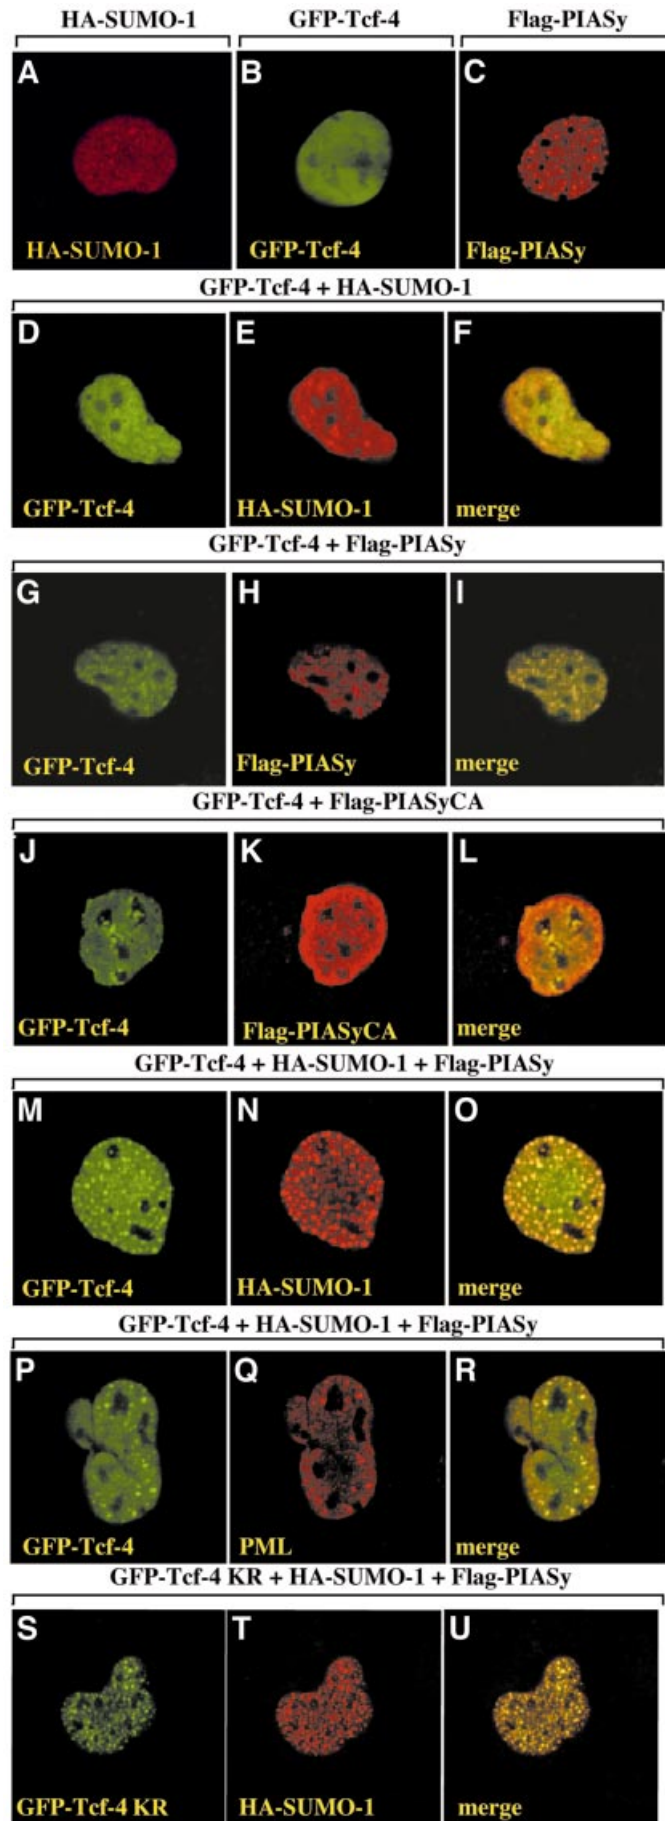 HA-SUMO-1 GFP-Tcf-4 Flag-PIASy
A B C
HA-SUMO-1 GFP-Tcf-4 Flag-PIASy
GFP-Tcf-4 + HA-SUMO-1
D E F
GFP-Tcf-4 HA-SUMO-1 merge
GFP-Tcf-4 + Flag-PIASy
G H I
GFP-Tcf-4 Flag-PIASy merge
GFP-Tcf-4 + Flag-PIASyCA
J K L
GFP-Tcf-4 Flag-PIASyCA merge
GFP-Tcf-4 + HA-SUMO-1 + Flag-PIASy
M N O
GFP-Tcf-4 HA-SUMO-1 merge
GFP-Tcf-4 + HA-SUMO-1 + Flag-PIASy
P Q R
GFP-Tcf-4 PML merge
GFP-Tcf-4 KR + HA-SUMO-1 + Flag-PIASy
S T U
GFP-Tcf-4 KR HA-SUMO-1 merge